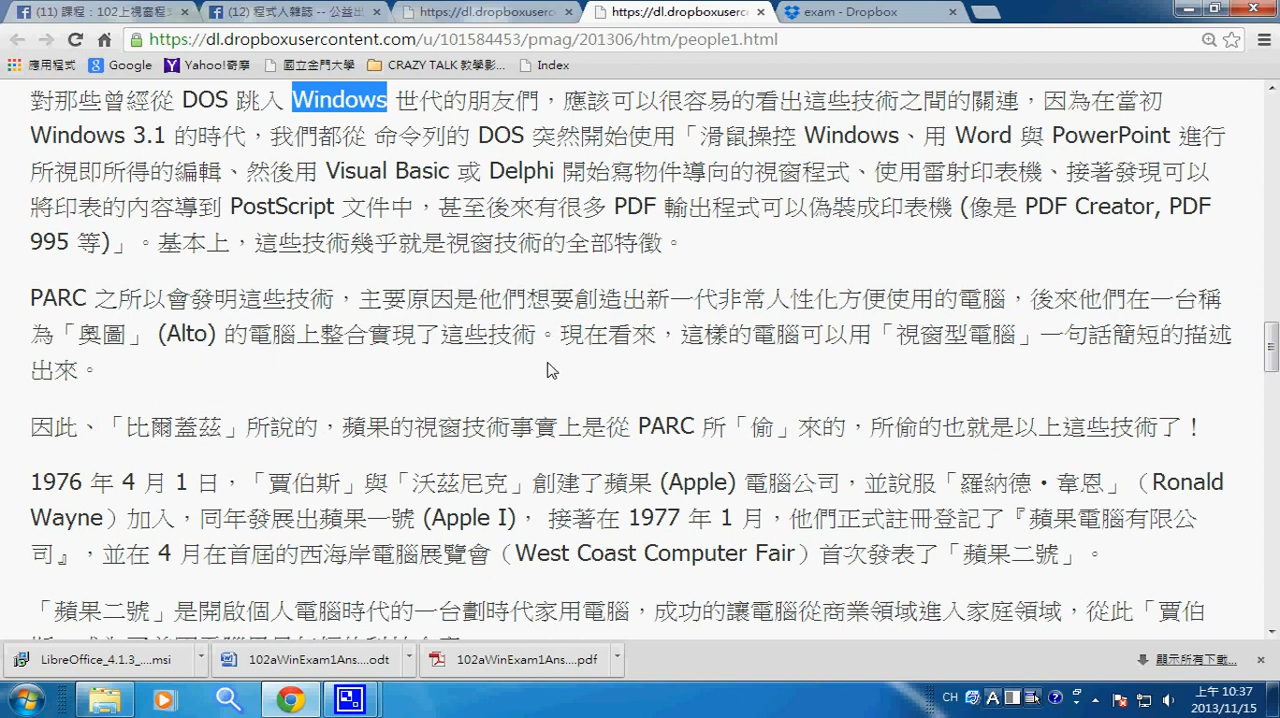 (11) 課程：102上視窗程
(12) 程式人雜誌 -- 公益出
https://dl.dropboxuserc
https://dl.dropboxuserc
exam - Dropbox
https://dl.dropboxusercontent.com/u/101584453/pmag/201306/htm/people1.html
應用程式
Google
Yahoo!奇摩
國立金門大學
CRAZY TALK 教學影...
Index
對那些曾經從 DOS 跳入 Windows 世代的朋友們，應該可以很容易的看出這些技術之間的關連，因為在當初
Windows 3.1 的時代，我們都從 命令列的 DOS 突然開始使用「滑鼠操控 Windows、用 Word 與 PowerPoint 進行
所視即所得的編輯、然後用 Visual Basic 或 Delphi 開始寫物件導向的視窗程式、使用雷射印表機、接著發現可以
將印表的內容導到 PostScript 文件中，甚至後來有很多 PDF 輸出程式可以偽裝成印表機 (像是 PDF Creator, PDF
995 等)」。基本上，這些技術幾乎就是視窗技術的全部特徵。
PARC 之所以會發明這些技術，主要原因是他們想要創造出新一代非常人性化方便使用的電腦，後來他們在一台稱
為「奧圖」 (Alto) 的電腦上整合實現了這些技術。現在看來，這樣的電腦可以用「視窗型電腦」一句話簡短的描述
出來。
因此、「比爾蓋茲」所說的，蘋果的視窗技術事實上是從 PARC 所「偷」來的，所偷的也就是以上這些技術了！
1976 年 4 月 1 日，「賈伯斯」與「沃茲尼克」創建了蘋果 (Apple) 電腦公司，並說服「羅納德·韋恩」（Ronald
Wayne）加入，同年發展出蘋果一號 (Apple I)， 接著在 1977 年 1 月，他們正式註冊登記了『蘋果電腦有限公
司』，並在 4 月在首屆的西海岸電腦展覽會（West Coast Computer Fair）首次發表了「蘋果二號」。
「蘋果二號」是開啟個人電腦時代的一台劃時代家用電腦，成功的讓電腦從商業領域進入家庭領域，從此「賈伯
LibreOffice_4.1.3_....msi
102aWinExam1Ans....odt
102aWinExam1Ans....pdf
顯示所有下載...
CH
上午 10:37
2013/11/15